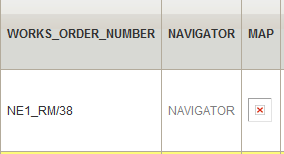 WORKS_ORDER_NUMBER NAVIGATOR MAP
NE1_RM/38 NAVIGATOR